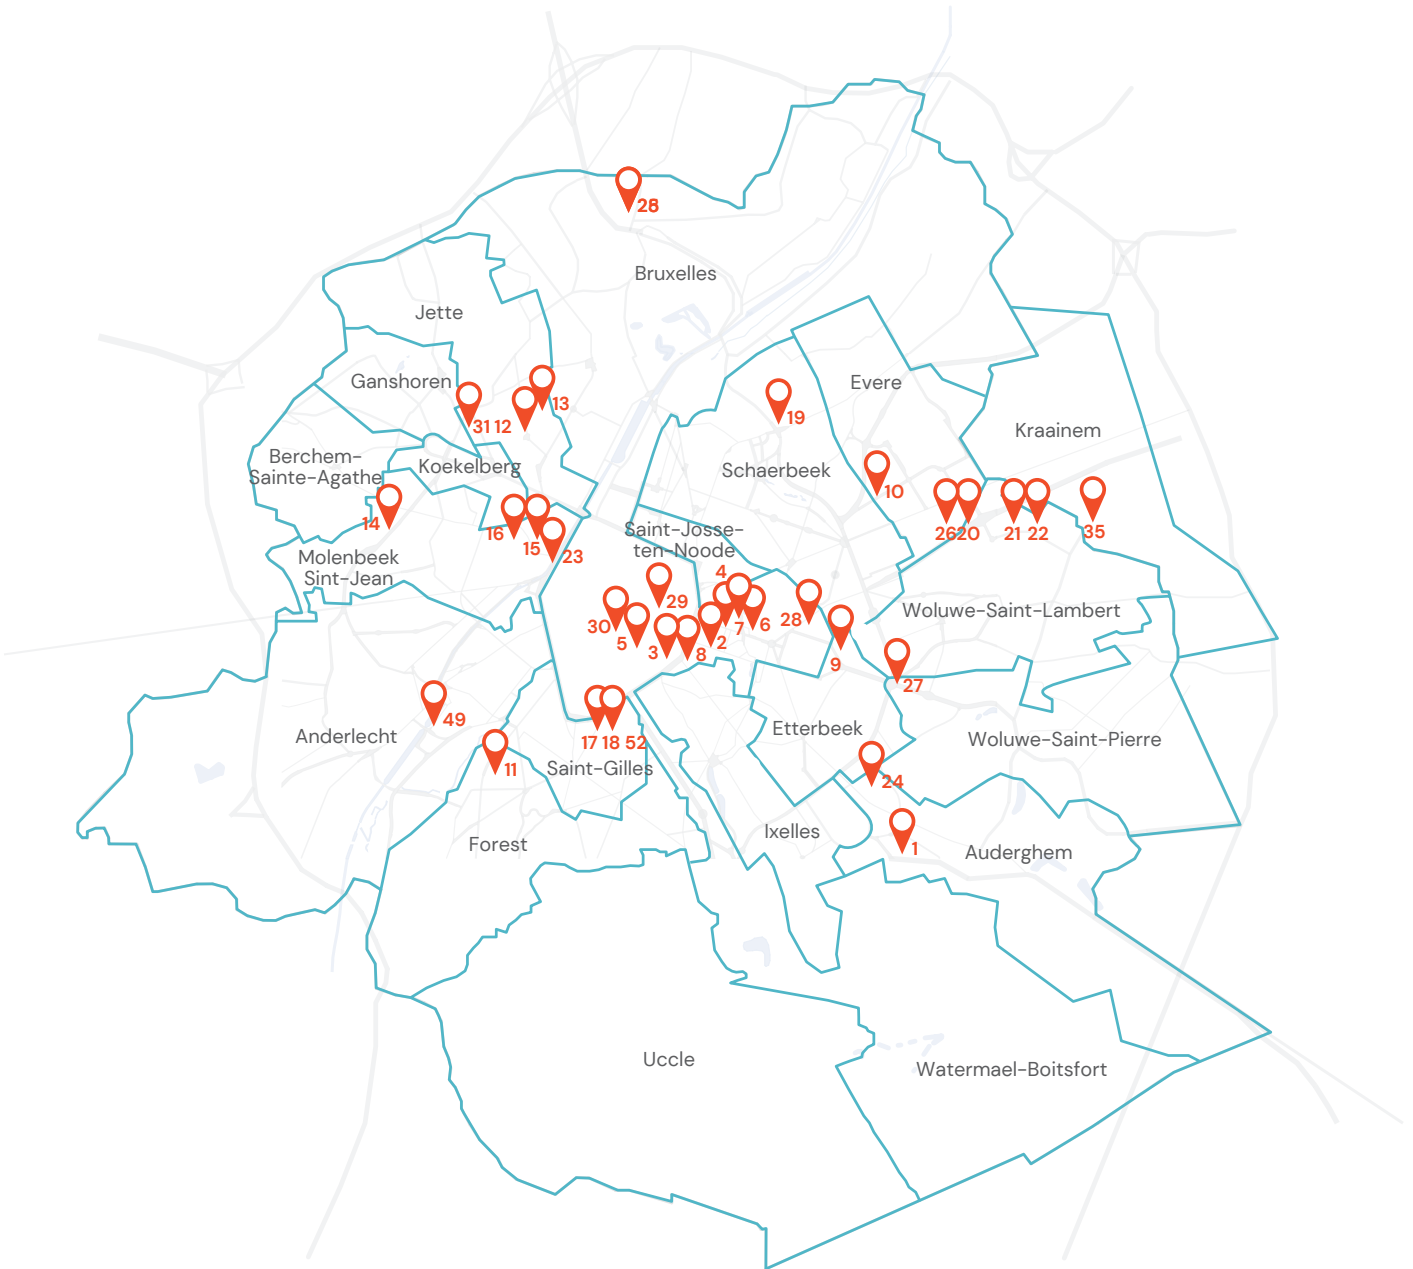 28
Bruxelles
Jette
Ganshoren
Evere
31 12
13
19
Kraainem
Berchem-
Sainte-Agathe
Koekelberg
Schaerbeek
10
14
16
15
23
Saint-Josse-
ten-Noode
26 20
21 22
35
Molenbeek
Sint-Jean
4
30
5
29
3
8
2
7
6
28
9
Woluwe-Saint-Lambert
27
49
Anderlecht
11
17 18 52
Saint-Gilles
Etterbeek
Woluwe-Saint-Pierre
24
Forest
Ixelles
1
Auderghem
Uccle
Watermael-Boitsfort